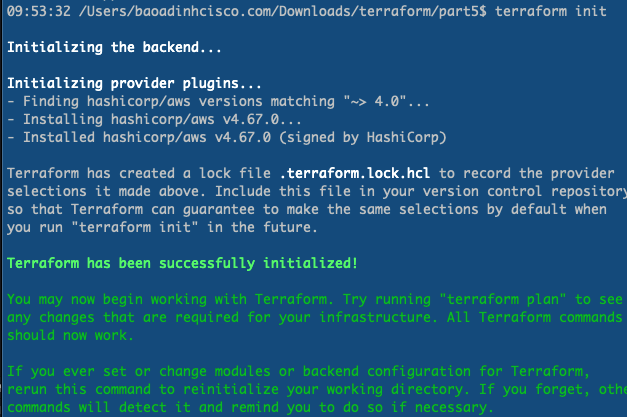 09:53:32 /Users/baoadinhcisco.com/Downloads/terraform/part5$ terraform init
Initializing the backend...
Initializing provider plugins...
- Finding hashicorp/aws versions matching "~> 4.0"...
- Installing hashicorp/aws v4.67.0...
- Installed hashicorp/aws v4.67.0 (signed by HashiCorp)
Terraform has created a lock file .terraform.lock.hcl to record the provider
selections it made above. Include this file in your version control repository
so that Terraform can guarantee to make the same selections by default when
you run "terraform init" in the future.
Terraform has been successfully initialized!
You may now begin working with Terraform. Try running "terraform plan" to see
any changes that are required for your infrastructure. All Terraform commands
should now work.
If you ever set or change modules or backend configuration for Terraform,
rerun this command to reinitialize your working directory. If you forget, othe
commands will detect it and remind you to do so if necessary.